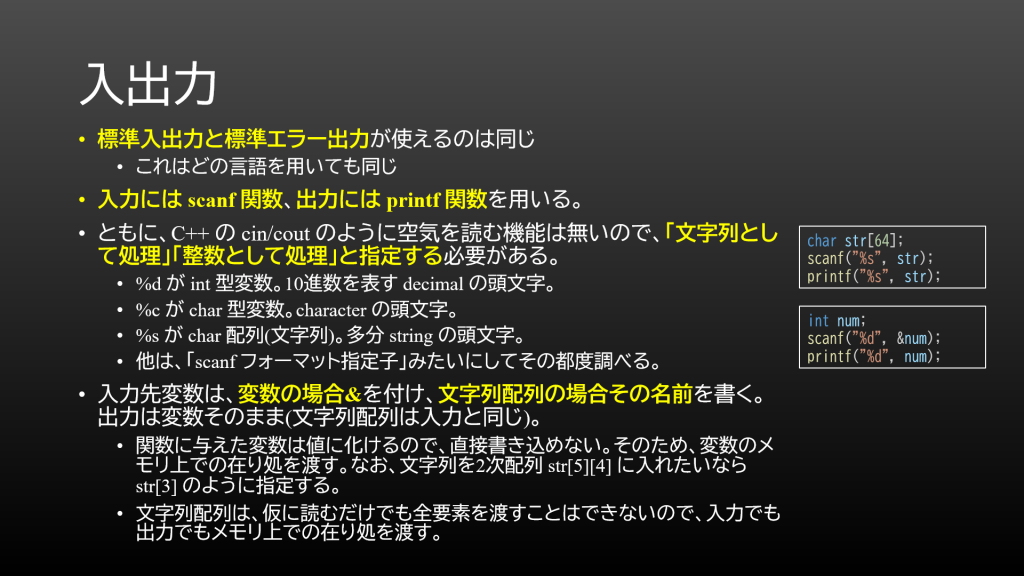 入出力
• 標準入出力と標準エラー出力が使えるのは同じ
• これはどの言語を用いても同じ
• 入力には scanf 関数、出力には printf 関数を用いる。
• ともに、C++ の cin/cout のように空気を読む機能は無いので、「文字列とし
て処理」「整数として処理」と指定する必要がある。
• %d が int 型変数。10進数を表す decimal の頭文字。
• %c が char 型変数。character の頭文字。
• %s が char 配列(文字列)。多分 string の頭文字。
• 他は、「scanf フォーマット指定子」みたいにしてその都度調べる。
• 入力先変数は、変数の場合&を付け、文字列配列の場合その名前を書く。
出力は変数そのまま(文字列配列は入力と同じ)。
• 関数に与えた変数は値に化けるので、直接書き込めない。そのため、変数のメ
モリ上での在り処を渡す。なお、文字列を2次配列 str[5][4] に入れたいなら
str[3] のように指定する。
• 文字列配列は、仮に読むだけでも全要素を渡すことはできないので、入力でも
出力でもメモリ上での在り処を渡す。
char str[64];
scanf("%s", str);
printf("%s", str);
int num;
scanf("%d", &num);
printf("%d", num);